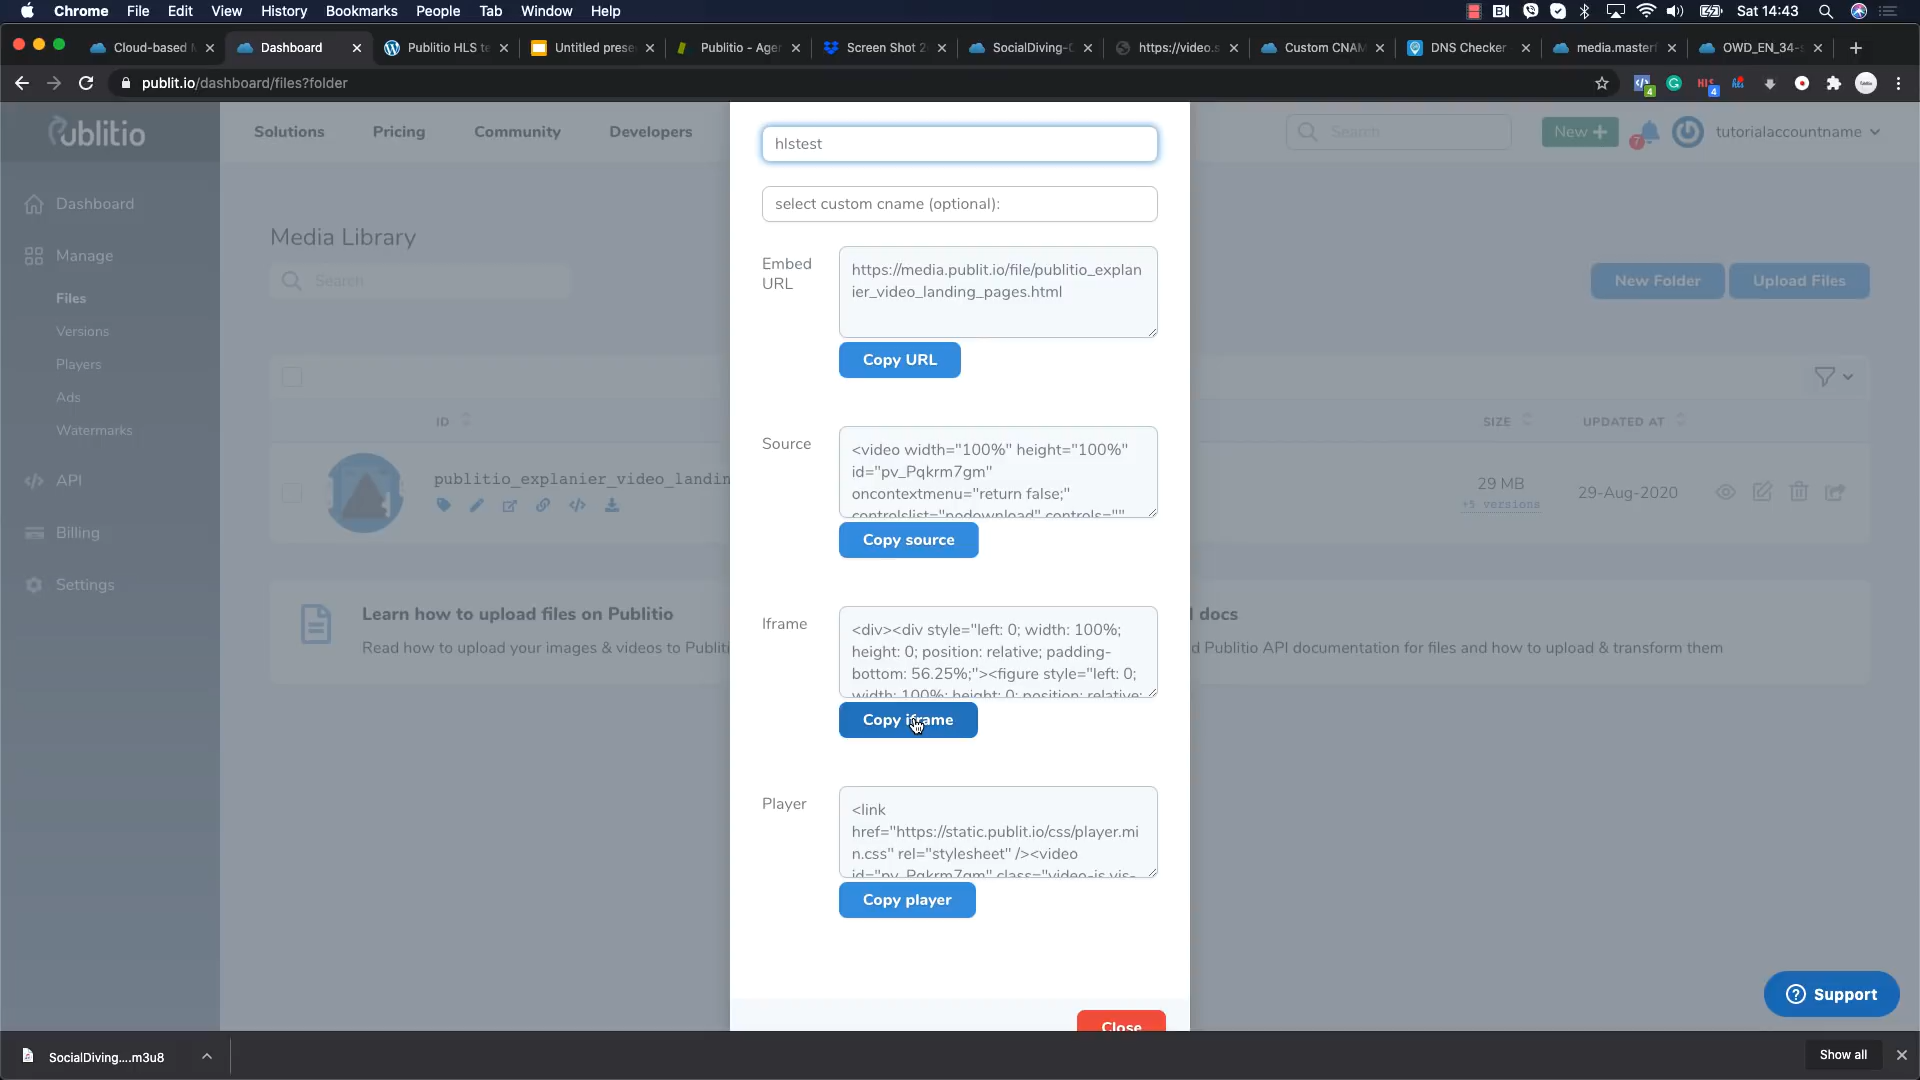 Chrome File Edit View History Bookmarks People Tab Window Help Sat 14:43
Cloud-based Dashboard Publitio HLS te Untitled prese Publitio - Agen Screen Shot 2 SocialDiving- https://video.s Custom CNAM DNS Checker media.masterf OWD_EN_34-
publit.io/dashboard/files?folder
4 HLS 4
Publitio
Solutions Pricing Community Developers
Search New + 7 tutorialaccountname
Dashboard
Manage
Files
Versions
Players
Ads
Watermarks
API
Billing
Settings
Media Library
Search
New Folder Upload Files
ID SIZE UPDATED AT
publitio_explanier_video_landin
29 MB
+5 versions
29-Aug-2020
Learn how to upload files on Publitio
Read how to upload your images & videos to Publiti
docs
d Publitio API documentation for files and how to upload & transform them
hlstest
select custom cname (optional):
Embed URL
https://media.publit.io/file/publitio_explan
ier_video_landing_pages.html
Copy URL
Source
<video width="100%" height="100%"
id="pv_Pqkrm7gm"
oncontextmenu="return false;"
controlslist="nodownload" controls=""
Copy source
Iframe
<div><div style="left: 0; width: 100%;
height: 0; position: relative; padding-
bottom: 56.25%;"><figure style="left: 0;
width: 100%; height: 0; position: relative;
Copy iframe
Player
<link
href="https://static.publit.io/css/player.mi
n.css" rel="stylesheet" /><video
id="pv_Pqkrm7gm" class="video-js vjs-
Copy player
Close
Support
SocialDiving....m3u8
Show all